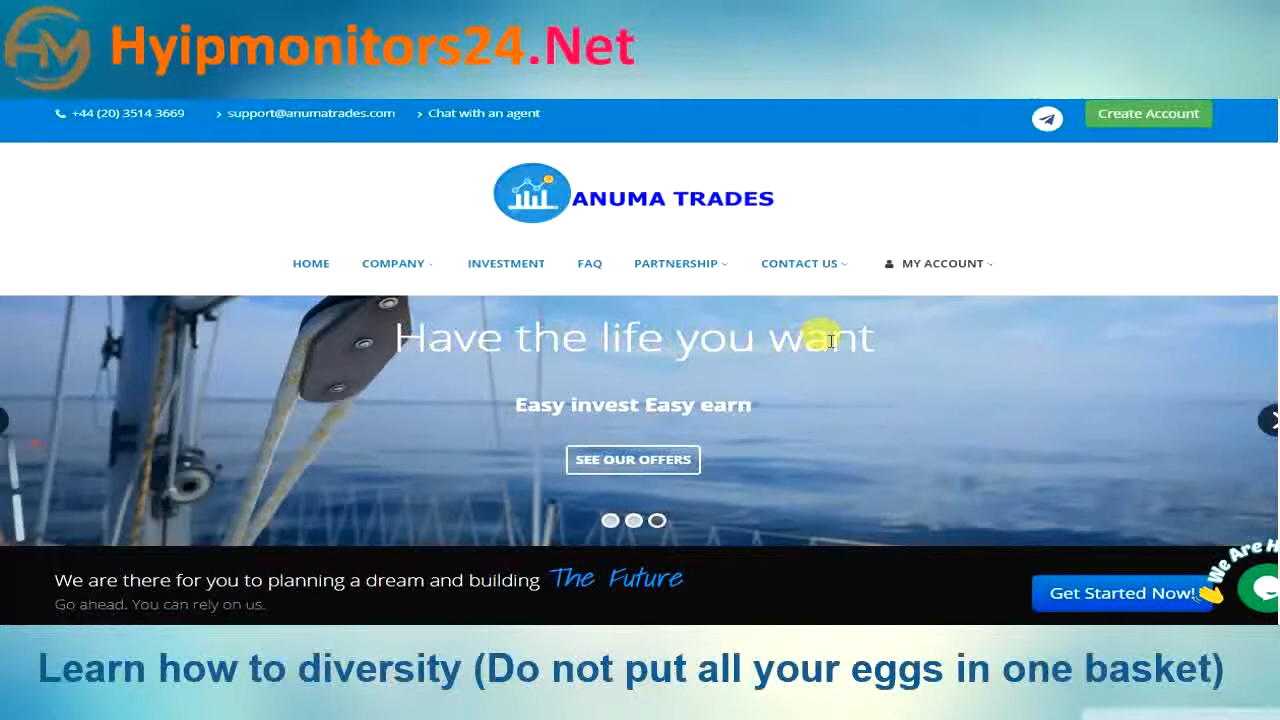 HM Hyipmonitors24.Net
+44 (20) 3514 3669 support@anumatrades.com Chat with an agent Create Account
ANUMA TRADES
HOME COMPANY INVESTMENT FAQ PARTNERSHIP CONTACT US MY ACCOUNT
Have the life you want
Easy invest Easy earn
SEE OUR OFFERS
We are there for you to planning a dream and building The Future
Go ahead. You can rely on us.
Get Started Now!
We Are H
Learn how to diversity (Do not put all your eggs in one basket)